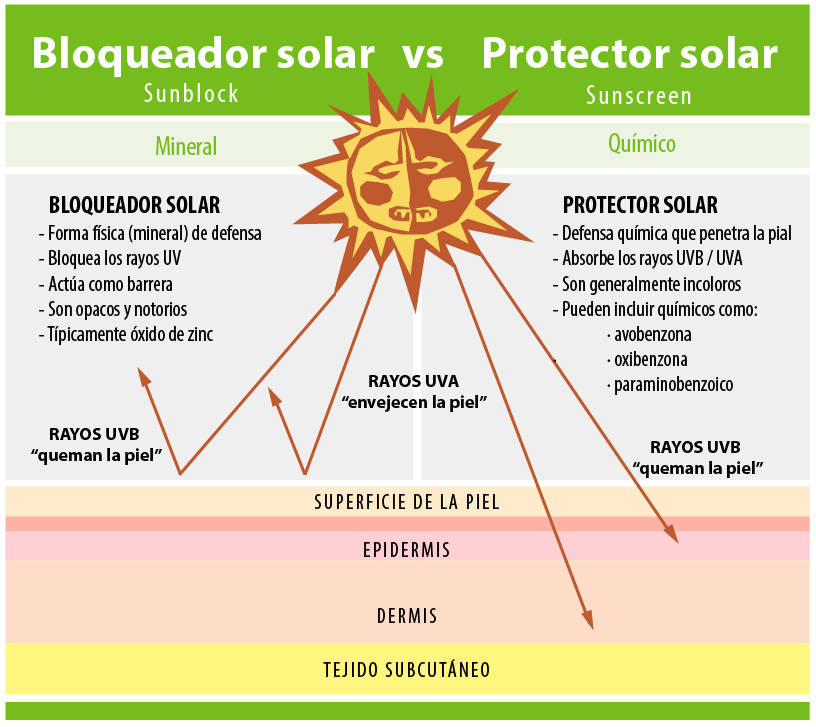 Bloqueador solar vs Protector solar
Sunblock
Sunscreen
Mineral
Químico
BLOQUEADOR SOLAR
- Forma física (mineral) de defensa
- Bloquea los rayos UV
- Actúa como barrera
- Son opacos y notorios
- Típicamente óxido de zinc
PROTECTOR SOLAR
- Defensa química que penetra la pial
- Absorbe los rayos UVB / UVA
- Son generalmente incoloros
- Pueden incluir químicos como:
· avobenzona
· oxibenzona
· paraminobenzoico
RAYOS UVA
“envejecen la piel”
RAYOS UVB
“queman la piel”
RAYOS UVB
“queman la piel”
SUPERFICIE DE LA PIEL
EPIDERMIS
DERMIS
TEJIDO SUBCUTÁNEO